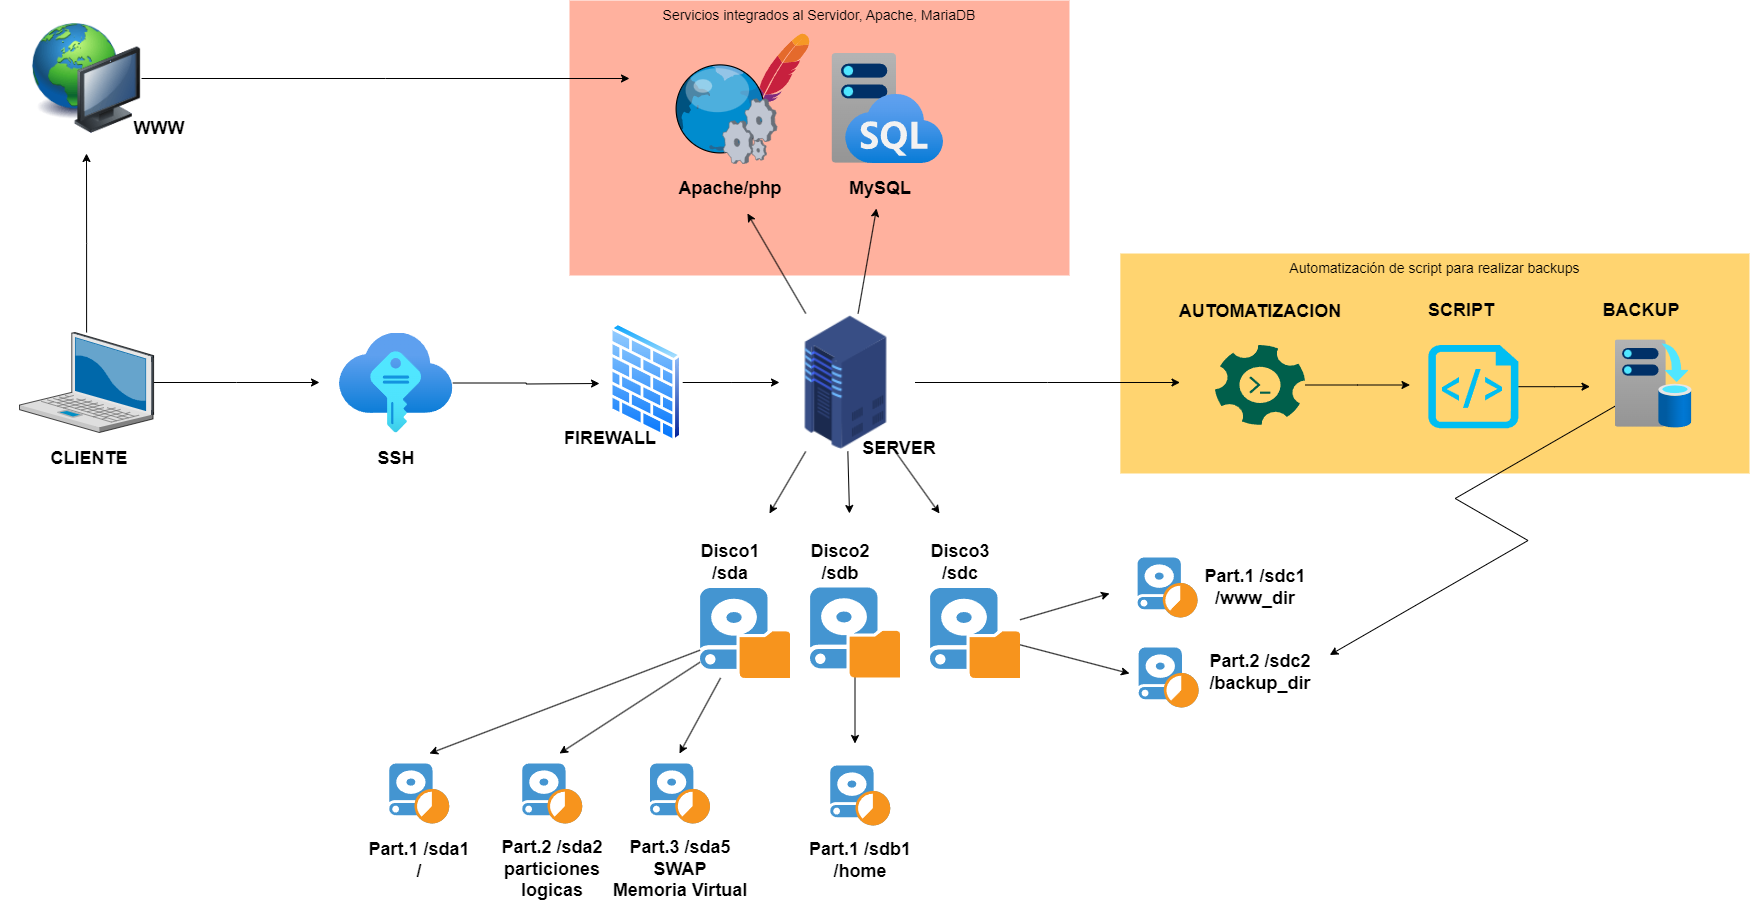 Servicios integrados al Servidor, Apache, MariaDB
WWW
SQL
Apache/php
MySQL
Automatización de script para realizar backups
AUTOMATIZACION
SCRIPT
BACKUP
>_
</>
CLIENTE
SSH
FIREWALL
SERVER
Disco1
/sda
Disco2
/sdb
Disco3
/sdc
Part.1 /sdc1
/www_dir
Part.2 /sdc2
/backup_dir
Part.1 /sda1
/
Part.2 /sda2
particiones
logicas
Part.3 /sda5
SWAP
Memoria Virtual
Part.1 /sdb1
/home